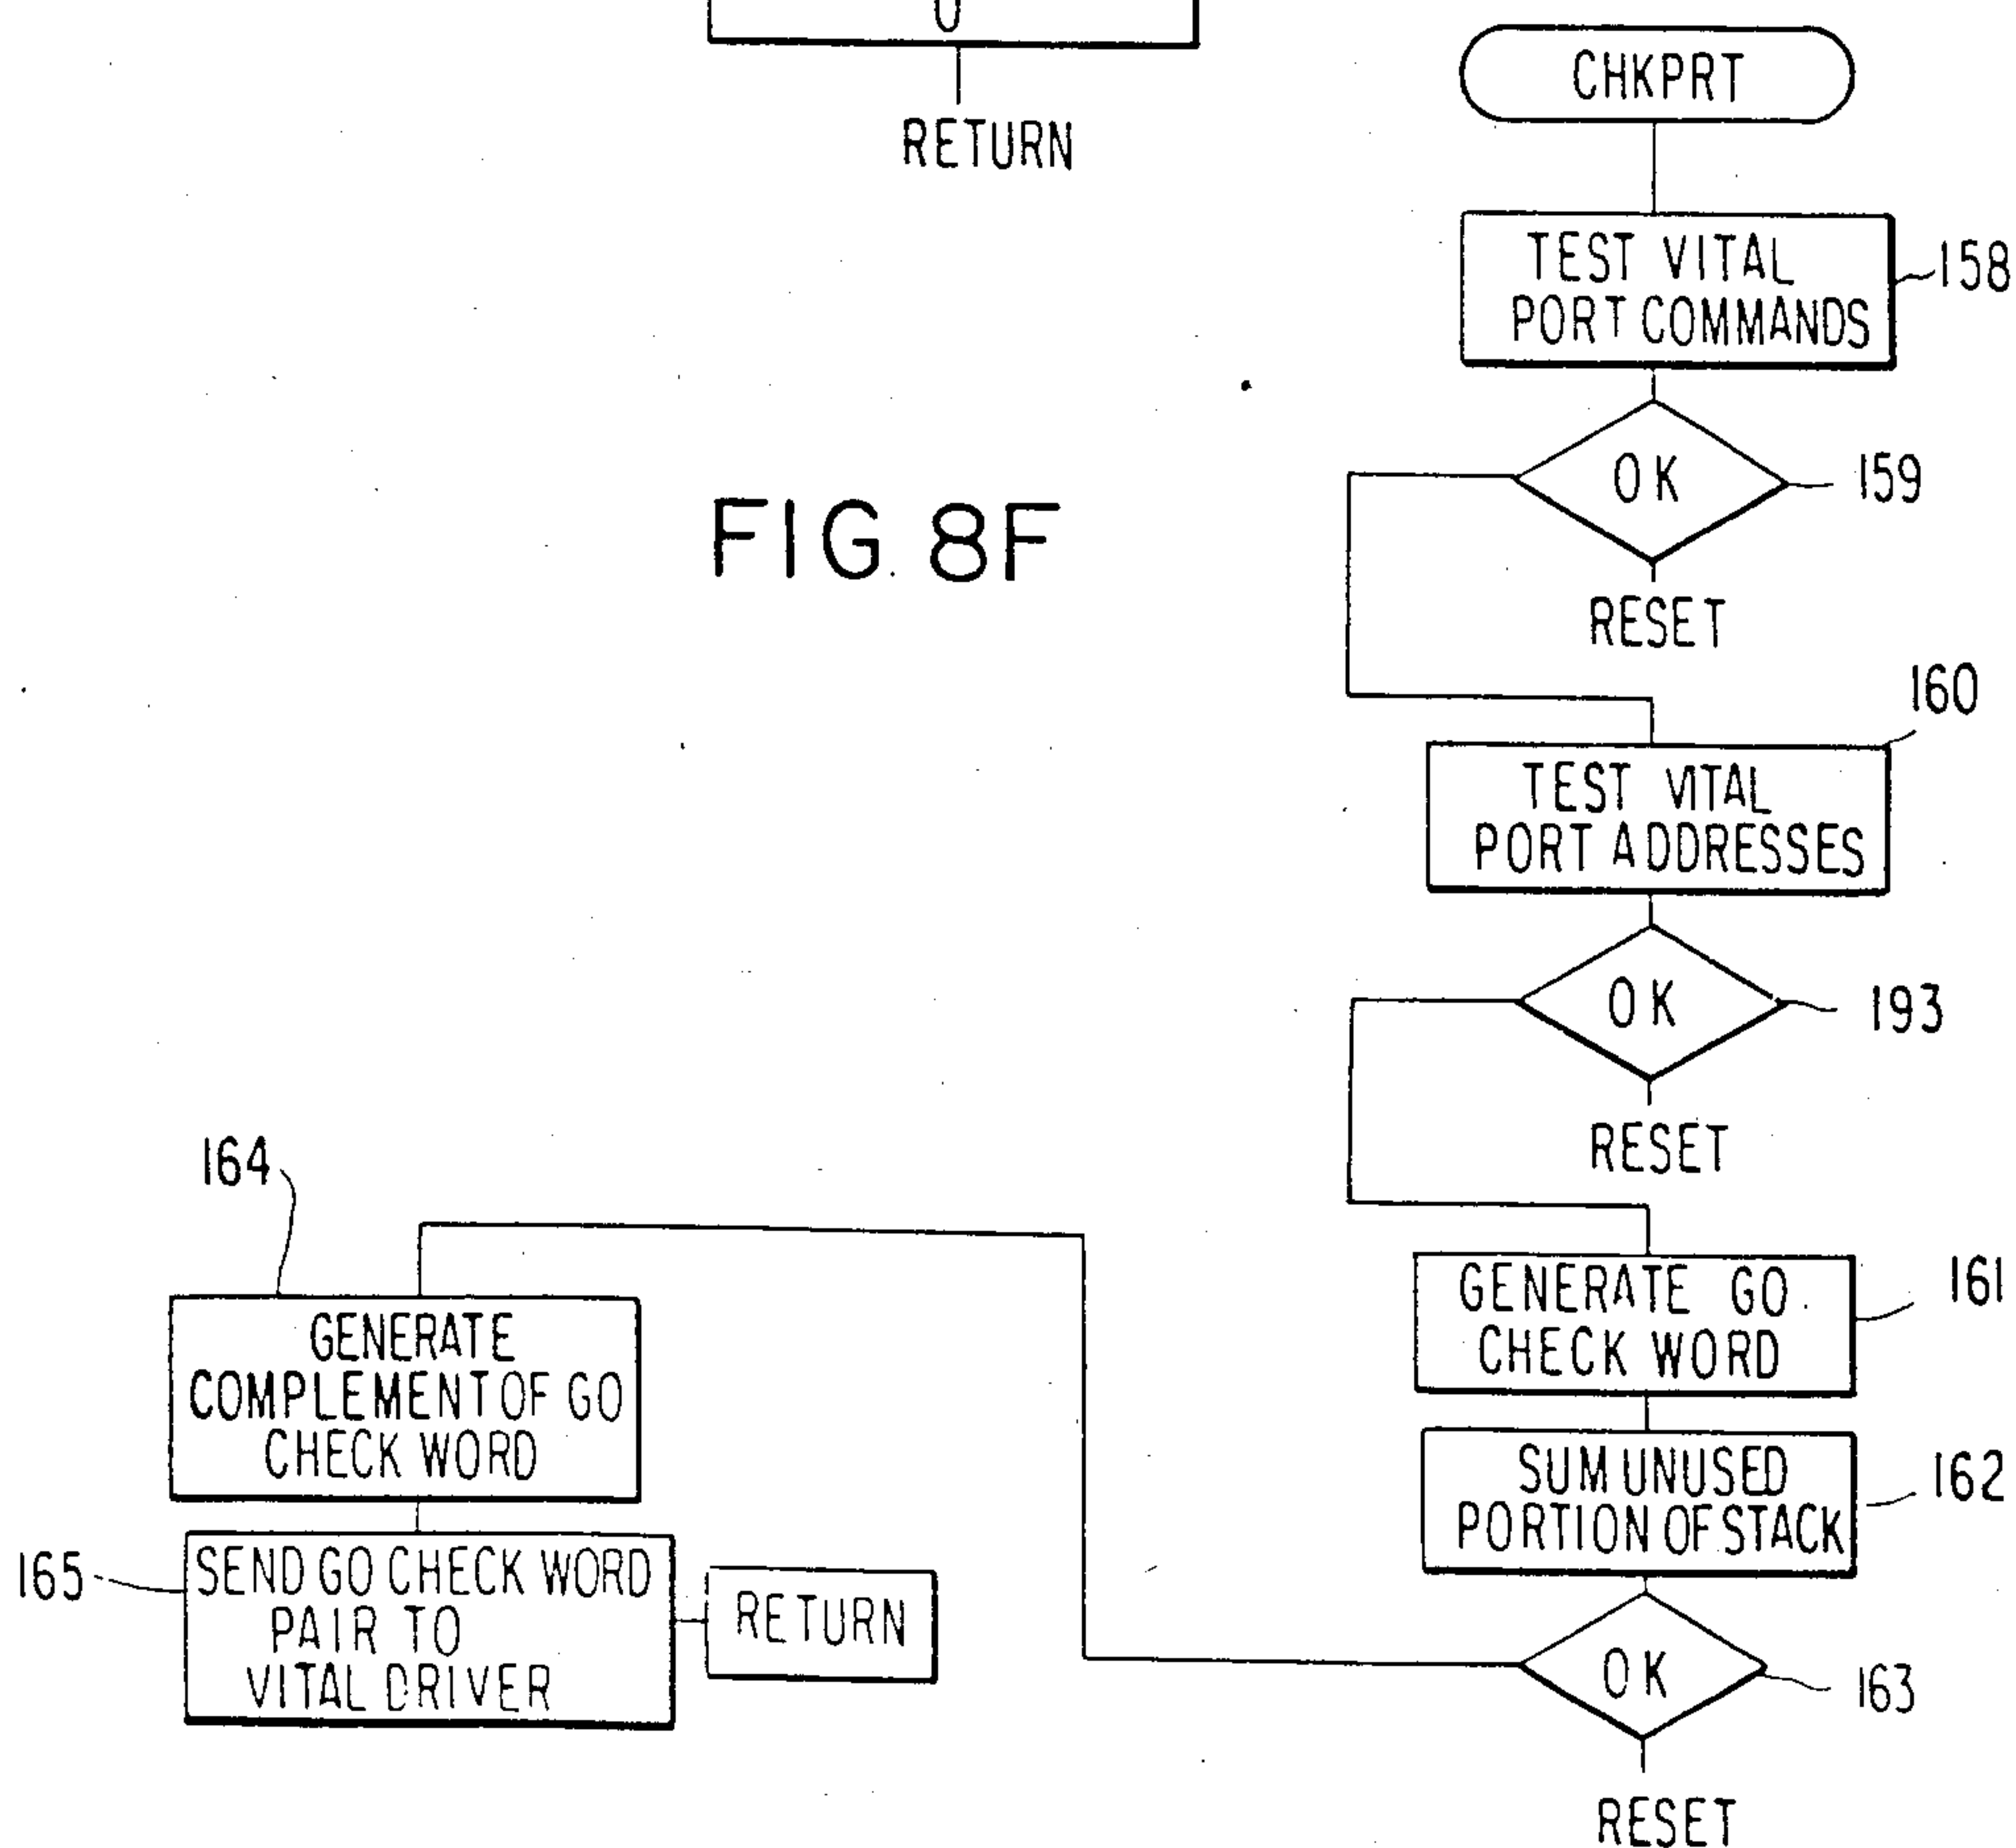 0
RETURN
CHKPRT
TEST VITAL
PORT COMMANDS
158
OK
159
RESET
FIG. 8F
160
TEST VITAL
PORT ADDRESSES
OK
193
RESET
GENERATE GO
CHECK WORD
161
SUM UNUSED
PORTION OF STACK
162
OK
163
RESET
164
GENERATE
COMPLEMENT OF GO
CHECK WORD
165
SEND GO CHECK WORD
PAIR TO
VITAL DRIVER
RETURN